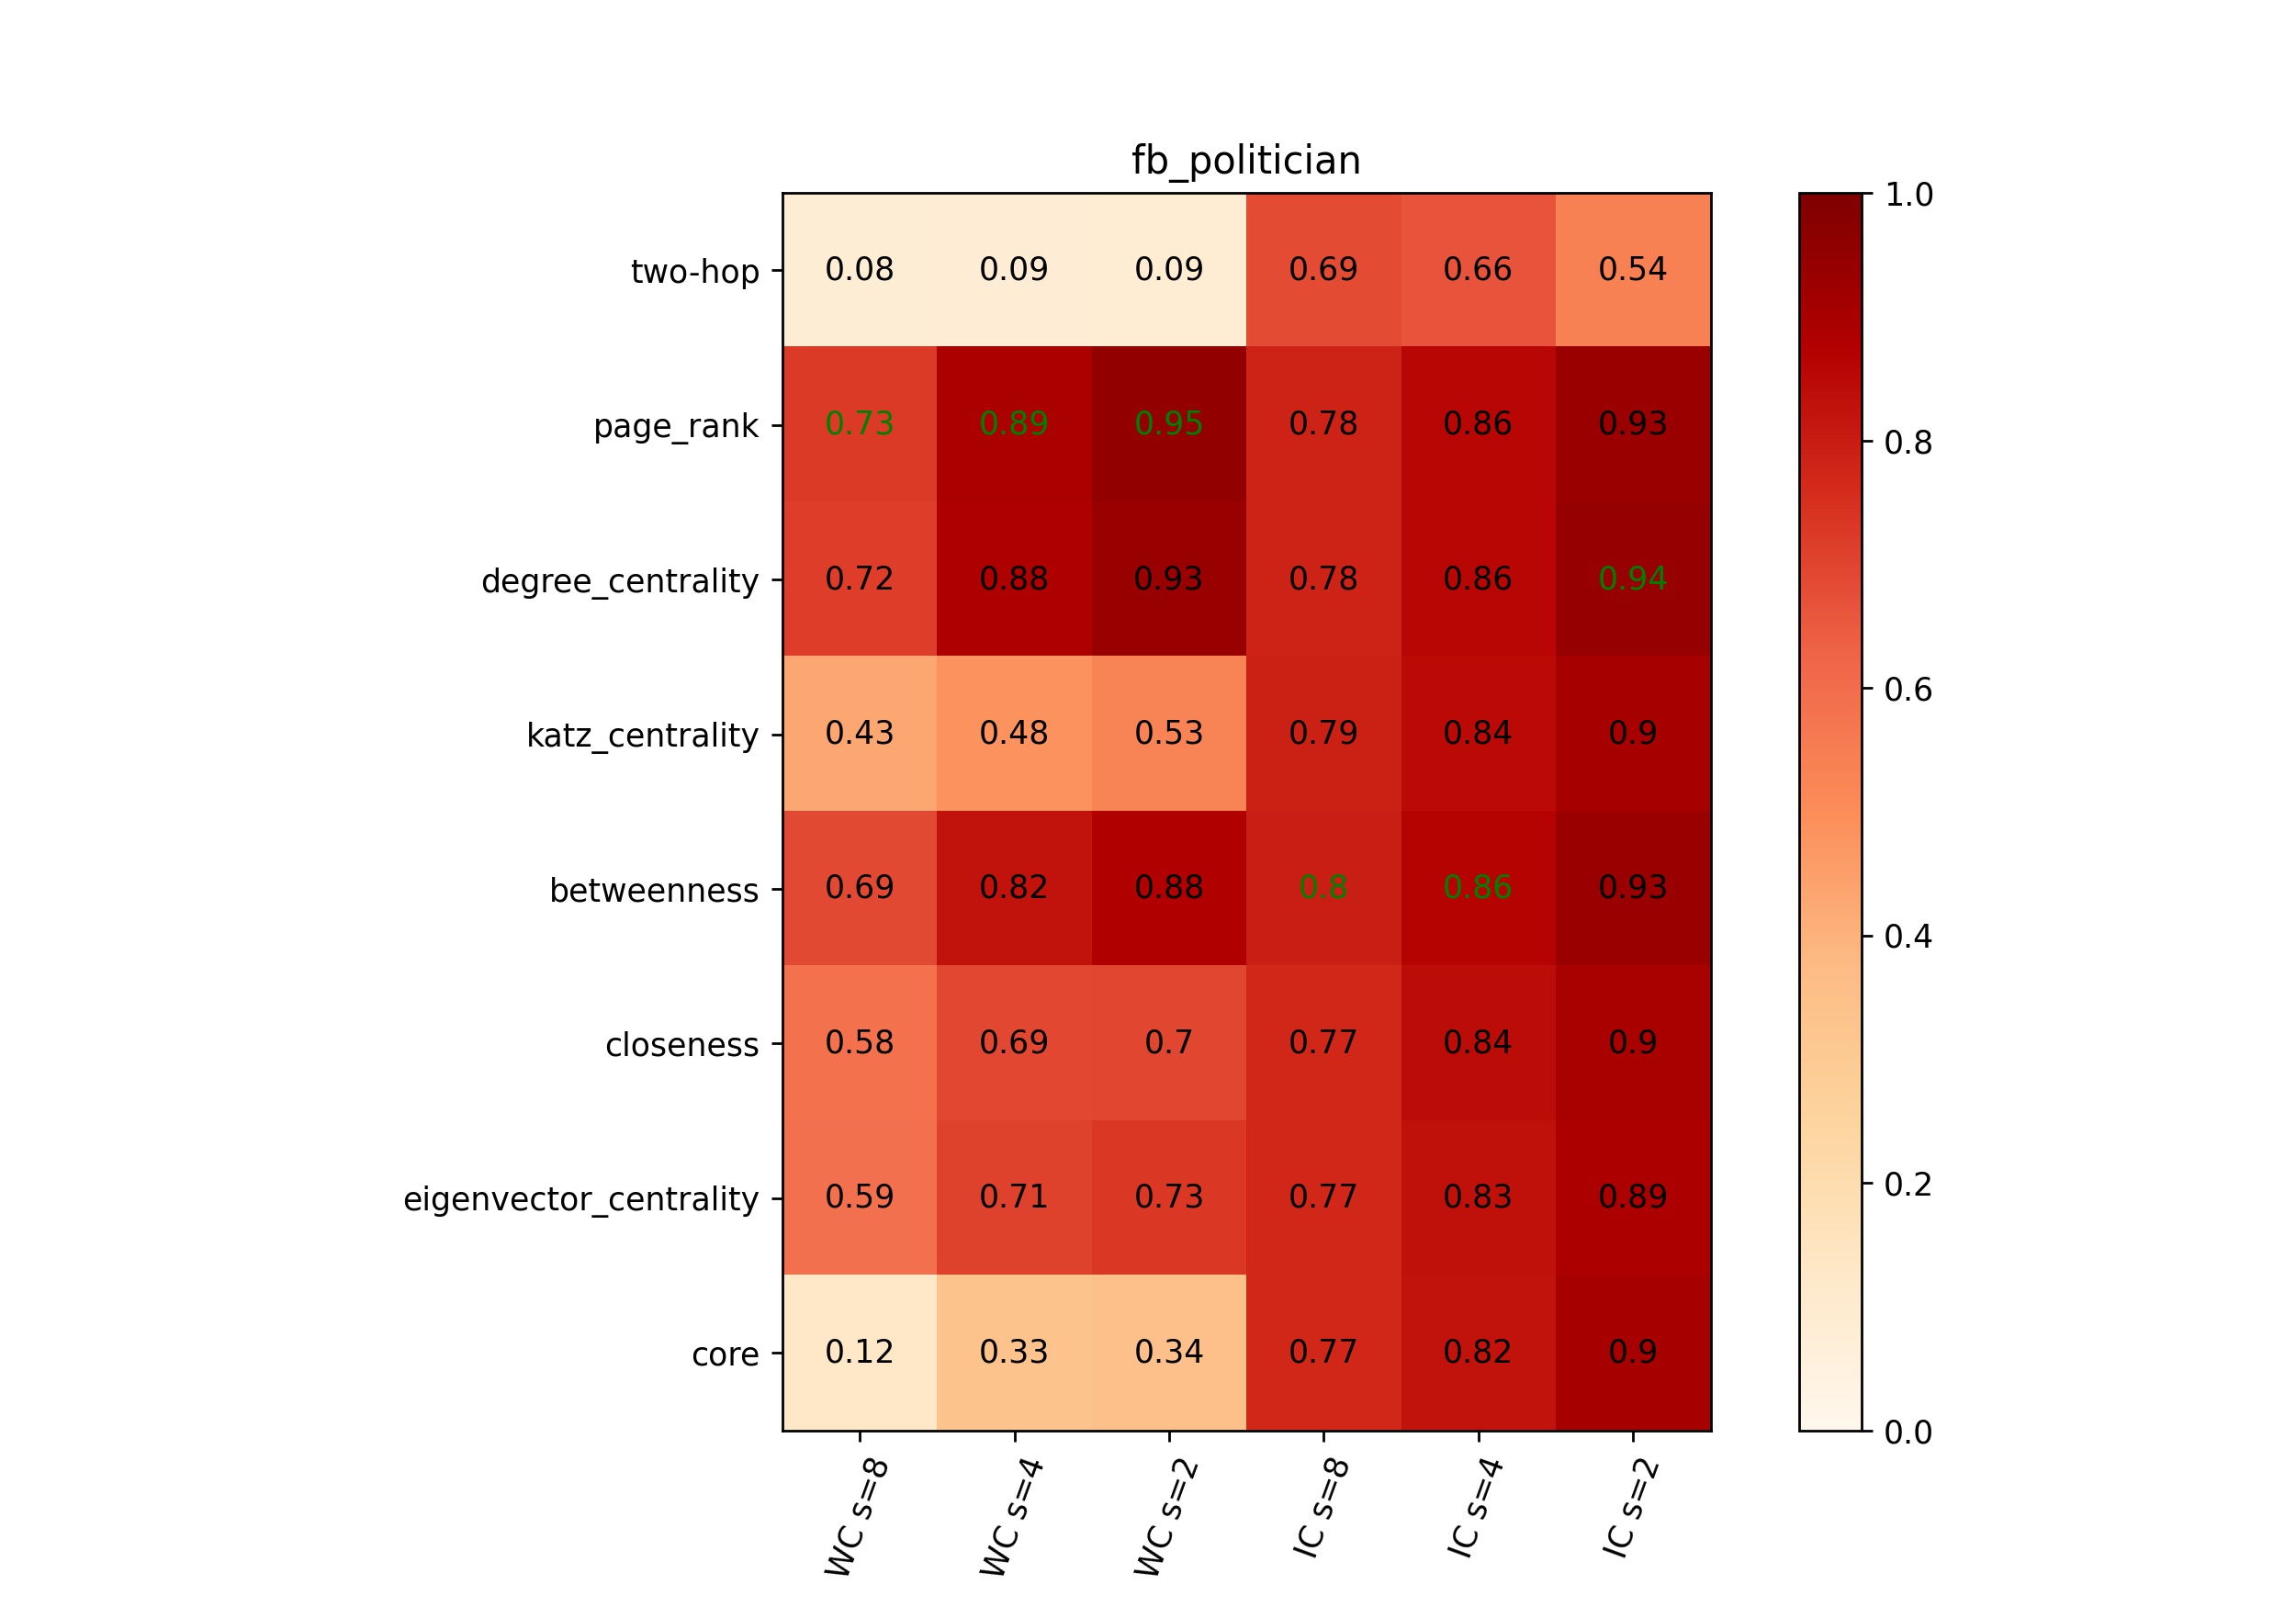 fb_politician
two-hop 0.08 0.09 0.09 0.69 0.66 0.54
page_rank 0.73 0.89 0.95 0.78 0.86 0.93
degree_centrality 0.72 0.88 0.93 0.78 0.86 0.94
katz_centrality 0.43 0.48 0.53 0.79 0.84 0.9
betweenness 0.69 0.82 0.88 0.8 0.86 0.93
closeness 0.58 0.69 0.7 0.77 0.84 0.9
eigenvector_centrality 0.59 0.71 0.73 0.77 0.83 0.89
core 0.12 0.33 0.34 0.77 0.82 0.9
WC s=8 WC s=4 WC s=2 IC s=8 IC s=4 IC s=2
1.0
0.8
0.6
0.4
0.2
0.0